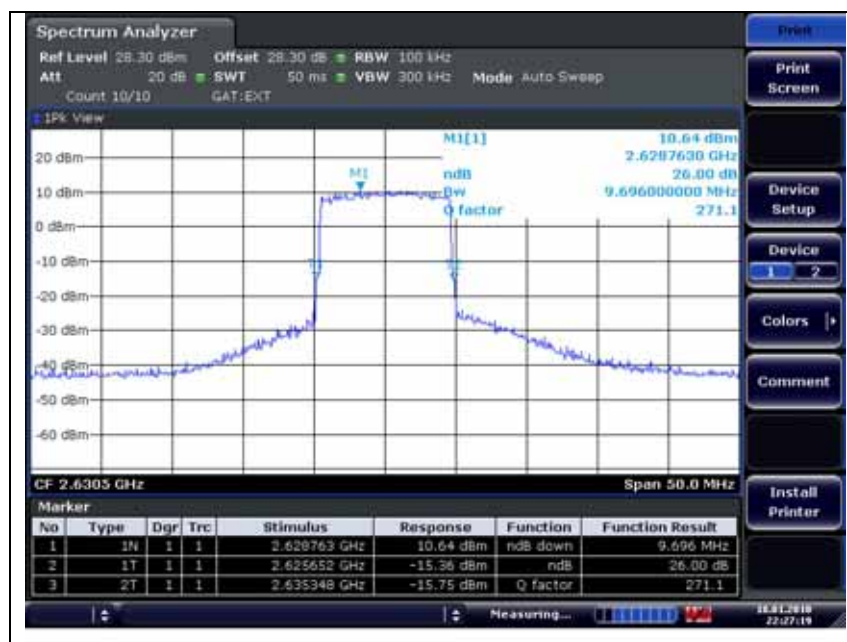 Spectrum Analyzer
Ref Level 28.30 dBm Offset 28.30 dB RBW 100 kHz
Att 20 dB SWT 50 ms VBW 300 kHz Mode Auto Sweep
Count 10/10 GAT:EXT
1Pk View
M1[1] 10.64 dBm
2.6287630 GHz
ndB 26.00 dB
Bw 9.696000000 MHz
Q factor 271.1
M1
20 dBm
10 dBm
0 dBm
-10 dBm
-20 dBm
-30 dBm
-40 dBm
-50 dBm
-60 dBm
CF 2.6305 GHz Span 50.0 MHz
Marker
No Type Dgr Trc Stimulus Response Function Function Result
1 1N 1 1 2.628763 GHz 10.64 dBm ndB down 9.696 MHz
2 1T 1 1 2.625652 GHz -15.36 dBm ndB 26.00 dB
3 2T 1 1 2.635348 GHz -15.75 dBm Q factor 271.1
Measuring...
22:27:19
Print
Print
Screen
Device
Setup
Device
1 2
Colors
Comment
Install
Printer